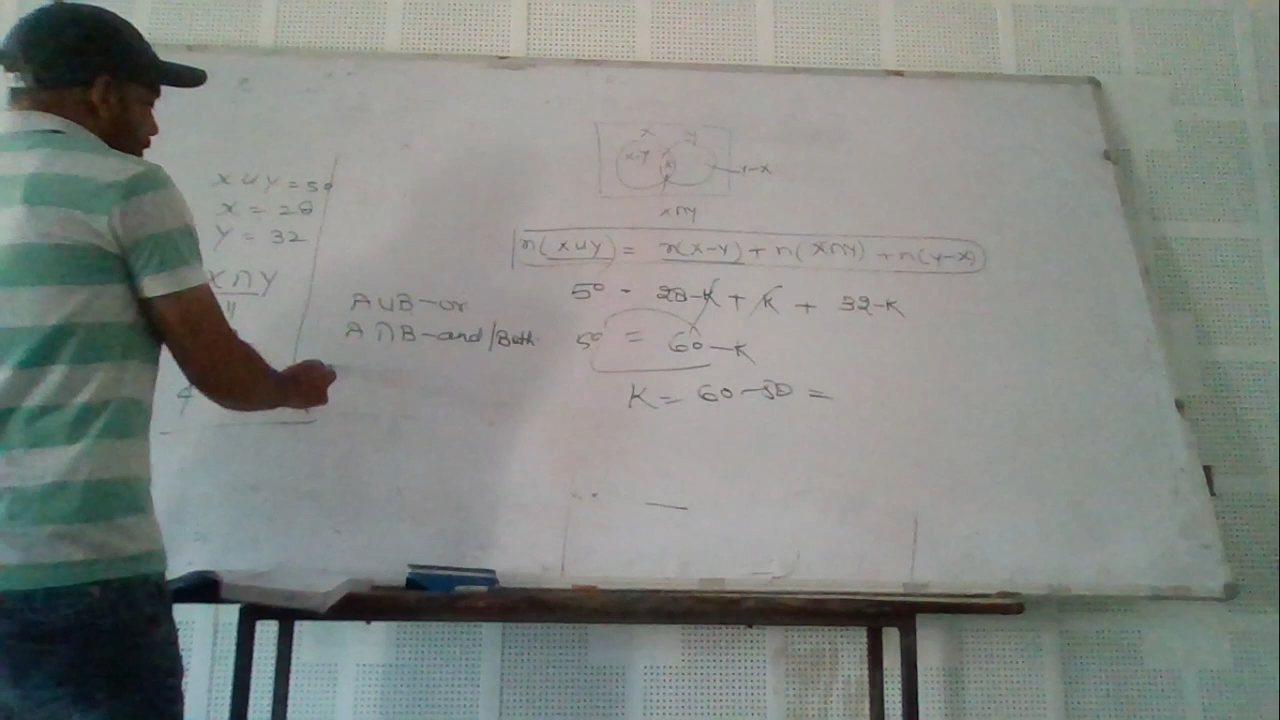 X Y
X-Y K Y-X
X∩Y
X∪Y = 50
X = 28
Y = 32
X∩Y
n(X∪Y) = n(X-Y) + n(X∩Y) + n(Y-X)
50 = 28-K + K + 32-K
A∪B-or
A∩B-and/Both
50 = 60-K
K = 60-50 =